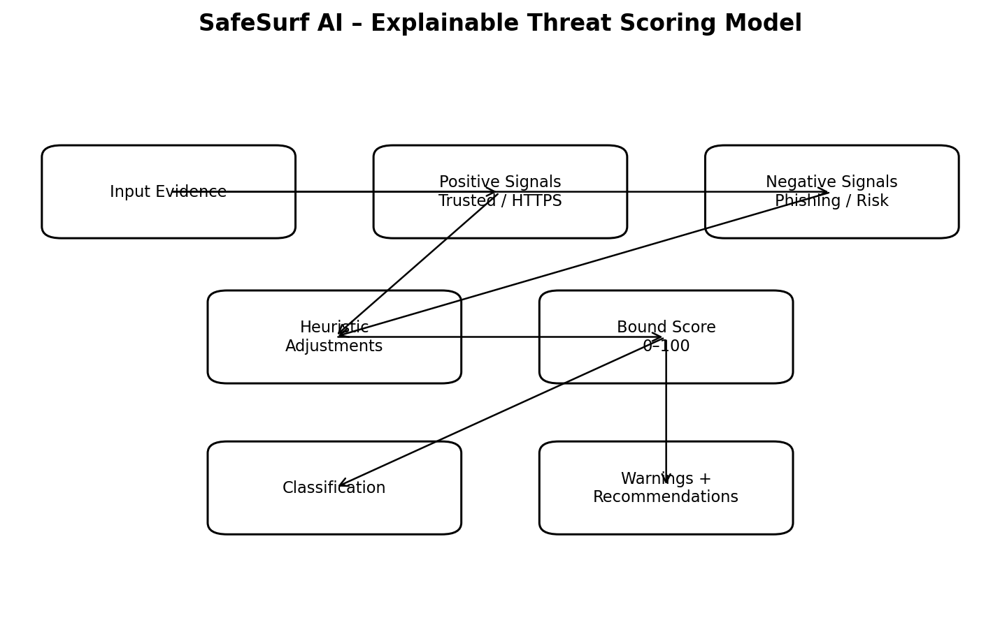 SafeSurf AI – Explainable Threat Scoring Model
Input Evidence
Positive Signals
Trusted / HTTPS
Negative Signals
Phishing / Risk
Heuristic
Adjustments
Bound Score
0–100
Classification
Warnings +
Recommendations